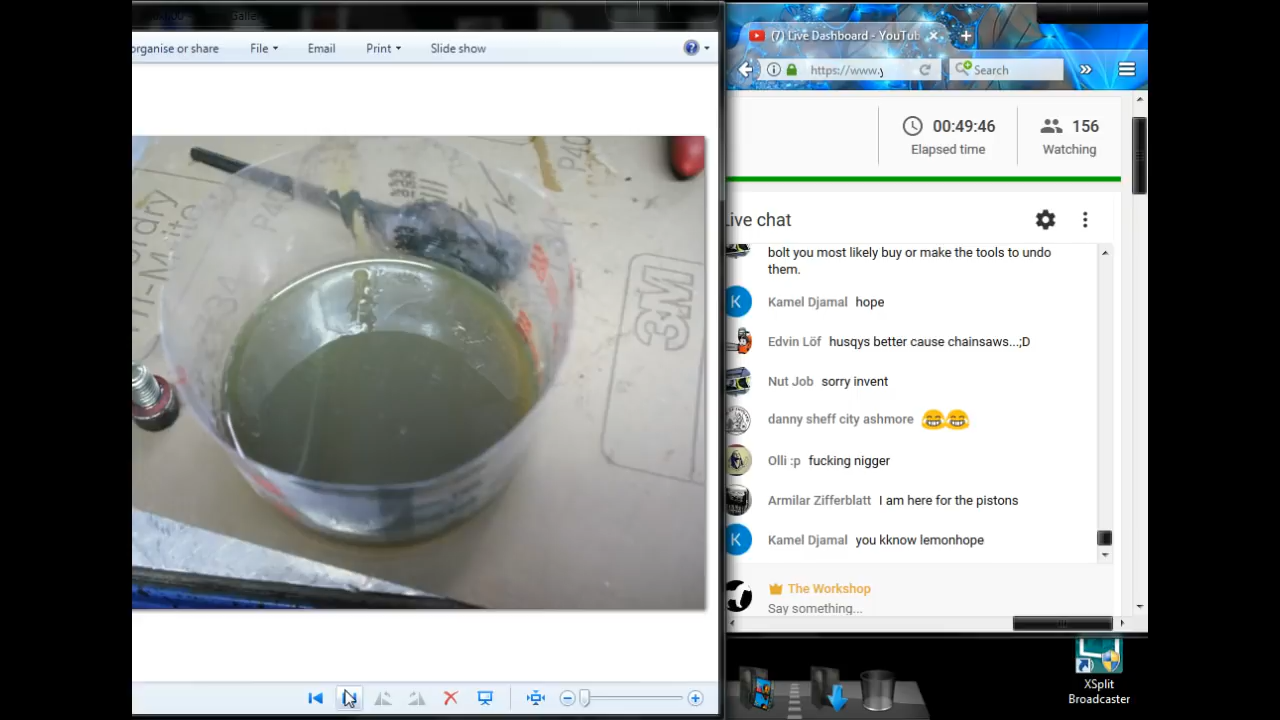 organise or share File Email Print Slide show
(7) Live Dashboard - YouTub
https://www.y
Search
00:49:46
Elapsed time
156
Watching
Live chat
bolt you most likely buy or make the tools to undo
them.
K Kamel Djamal hope
Edvin Löf husqys better cause chainsaws...;D
Nut Job sorry invent
danny sheff city ashmore 😂😂
Olli :p fucking nigger
Armilar Zifferblatt I am here for the pistons
K Kamel Djamal you kknow lemonhope
The Workshop
Say something...
3M
XSplit
Broadcaster